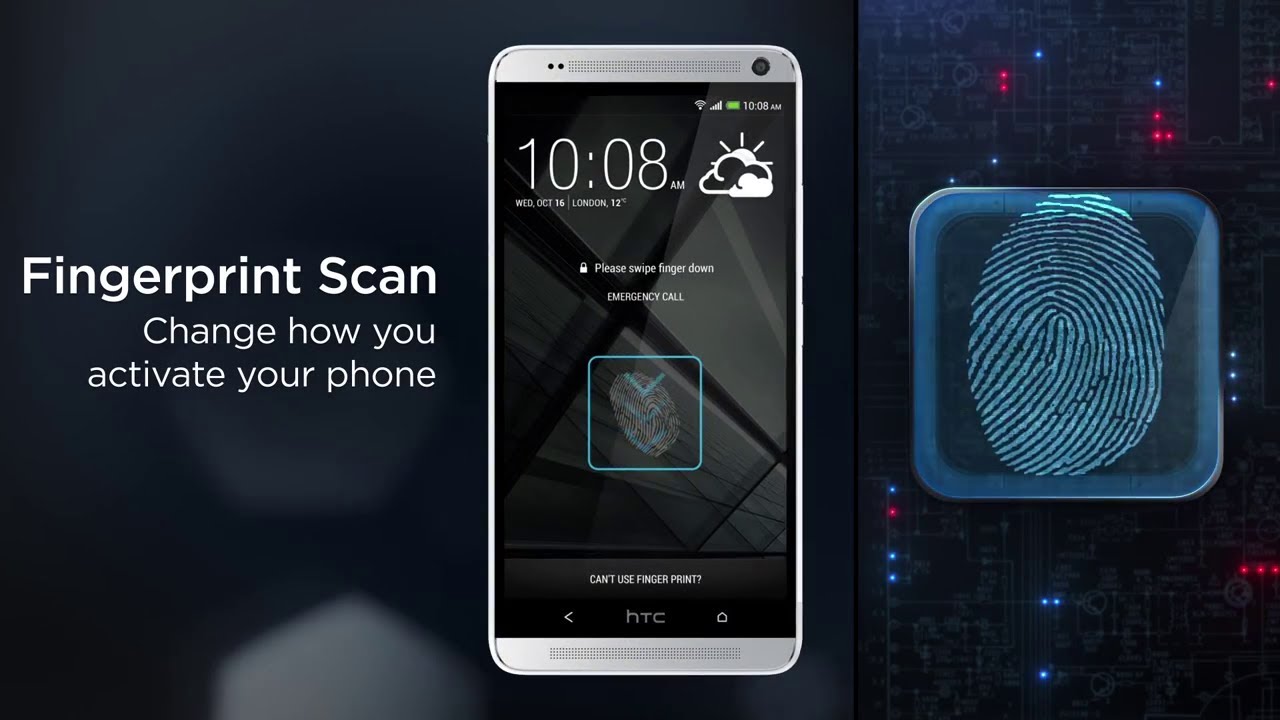 Fingerprint Scan
Change how you
activate your phone
10:08 AM
10:08 AM
WED, OCT 16 | LONDON, 12°C
Please swipe finger down
EMERGENCY CALL
CAN'T USE FINGER PRINT?
hTC